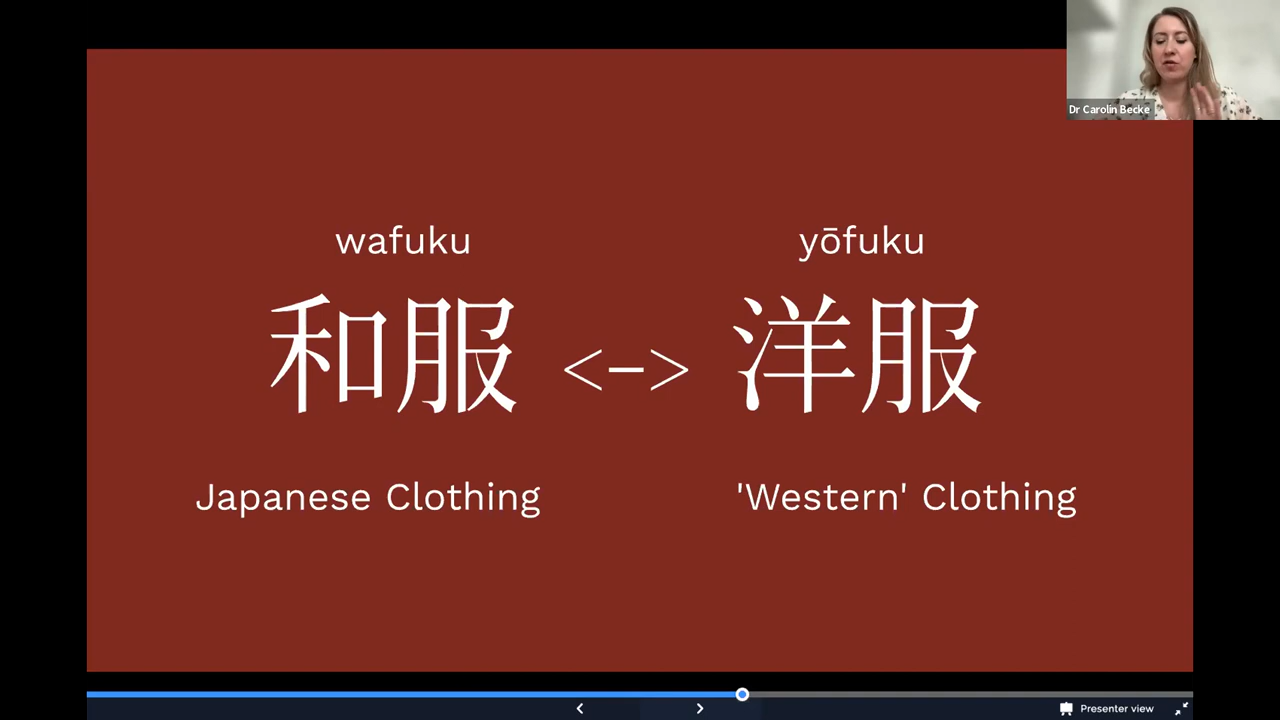 Dr Carolin Becke
wafuku
yōfuku
和服 <-> 洋服
Japanese Clothing
'Western' Clothing
Presenter view